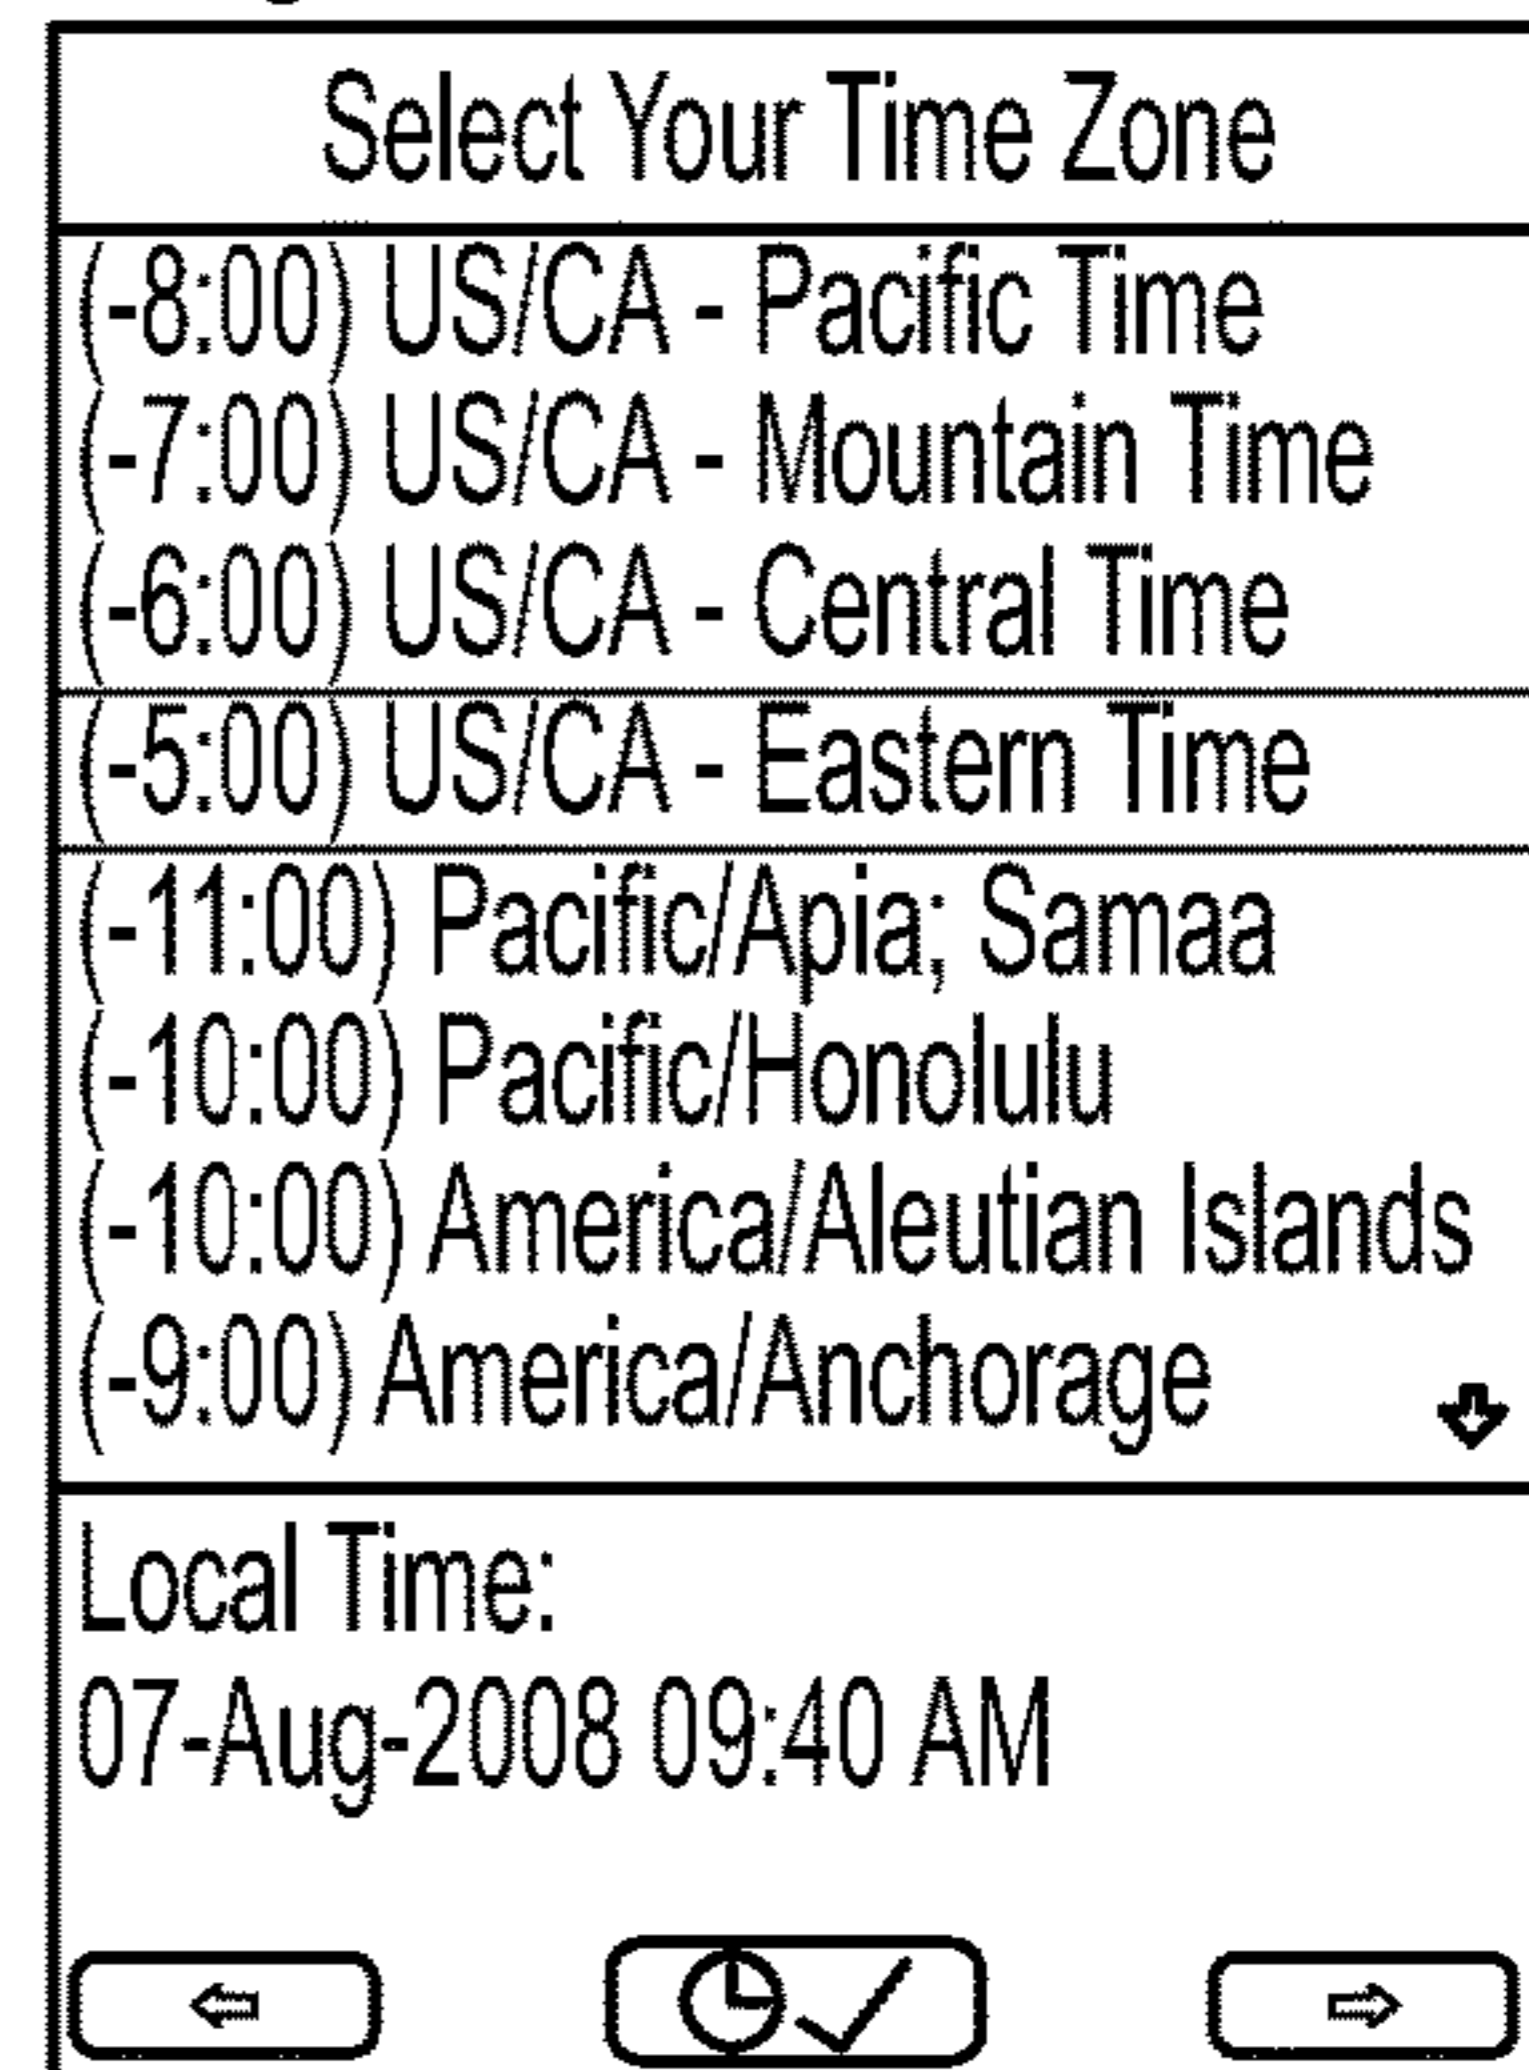 Select Your Time Zone
(-8:00) US/CA - Pacific Time
(-7:00) US/CA - Mountain Time
(-6:00) US/CA - Central Time
(-5:00) US/CA - Eastern Time
(-11:00) Pacific/Apia; Samaa
(-10:00) Pacific/Honolulu
(-10:00) America/Aleutian Islands
(-9:00) America/Anchorage
Local Time:
07-Aug-2008 09:40 AM